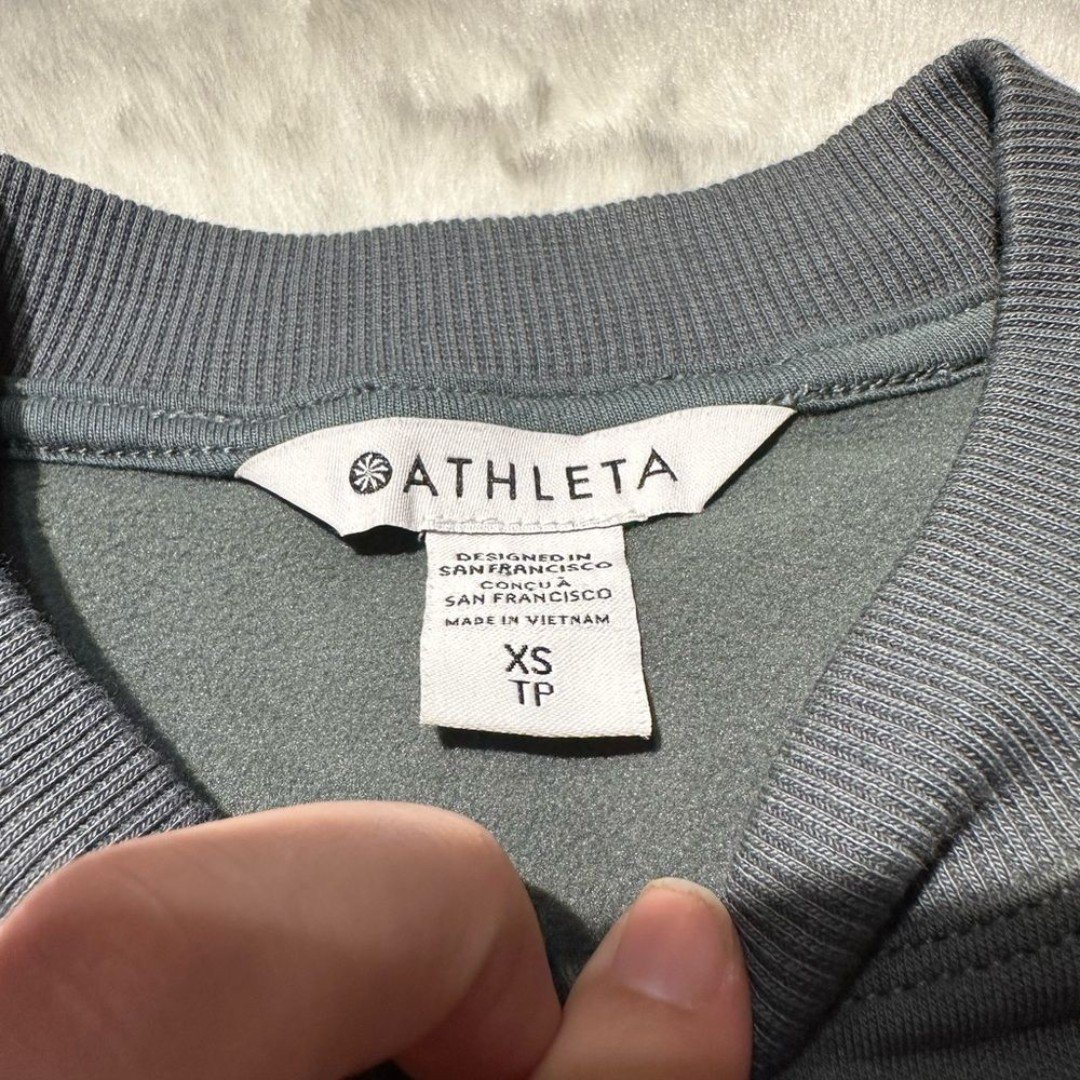 ATHLETA
DESIGNED IN
SAN FRANCISCO
CONÇU À
SAN FRANCISCO
MADE IN VIETNAM
XS
TP